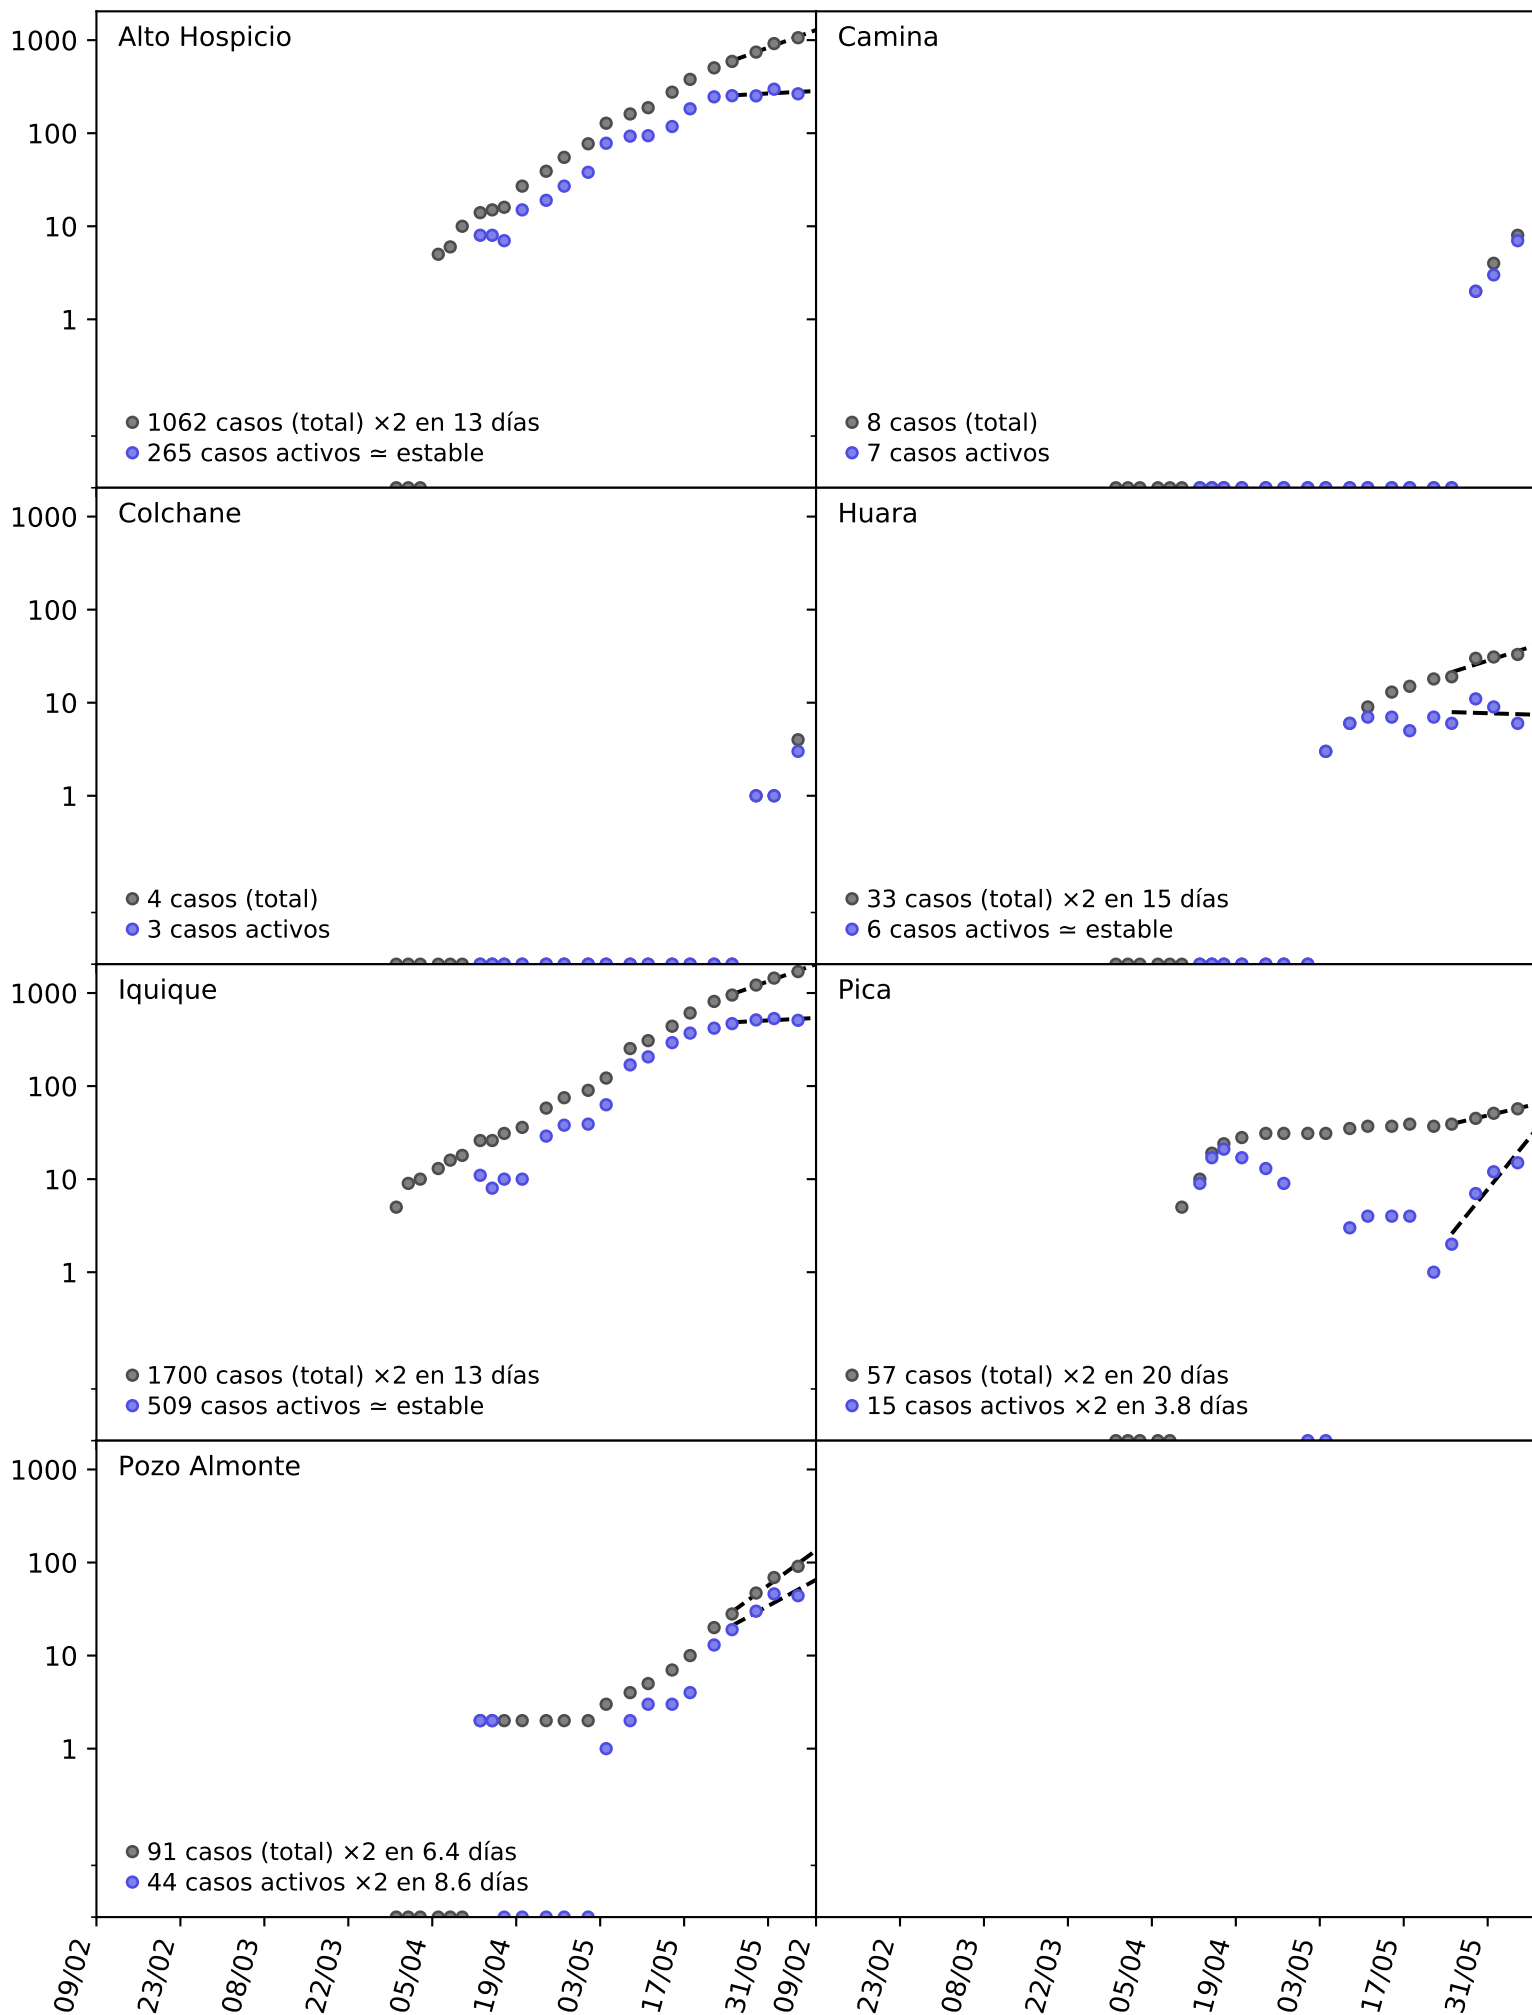 Alto Hospicio
1000
100
10
1
1062 casos (total) ×2 en 13 días
265 casos activos ≃ estable
Camina
8 casos (total)
7 casos activos
Colchane
1000
100
10
1
4 casos (total)
3 casos activos
Huara
33 casos (total) ×2 en 15 días
6 casos activos ≃ estable
Iquique
1000
100
10
1
1700 casos (total) ×2 en 13 días
509 casos activos ≃ estable
Pica
57 casos (total) ×2 en 20 días
15 casos activos ×2 en 3.8 días
Pozo Almonte
1000
100
10
1
91 casos (total) ×2 en 6.4 días
44 casos activos ×2 en 8.6 días
09/02
23/02
08/03
22/03
05/04
19/04
03/05
17/05
31/05
09/02
23/02
08/03
22/03
05/04
19/04
03/05
17/05
31/05